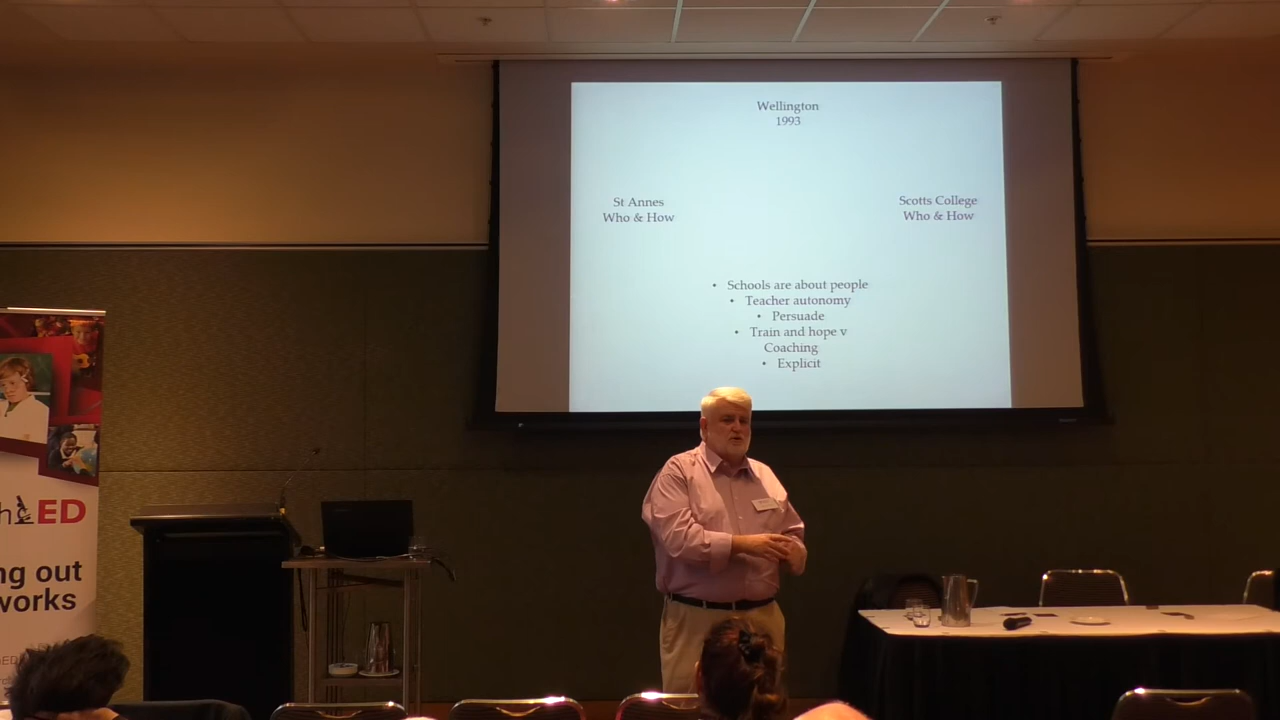 Wellington
1993
St Annes
Who & How
Scotts College
Who & How
• Schools are about people
• Teacher autonomy
• Persuade
• Train and hope v
Coaching
• Explicit
h ED
ng out
works